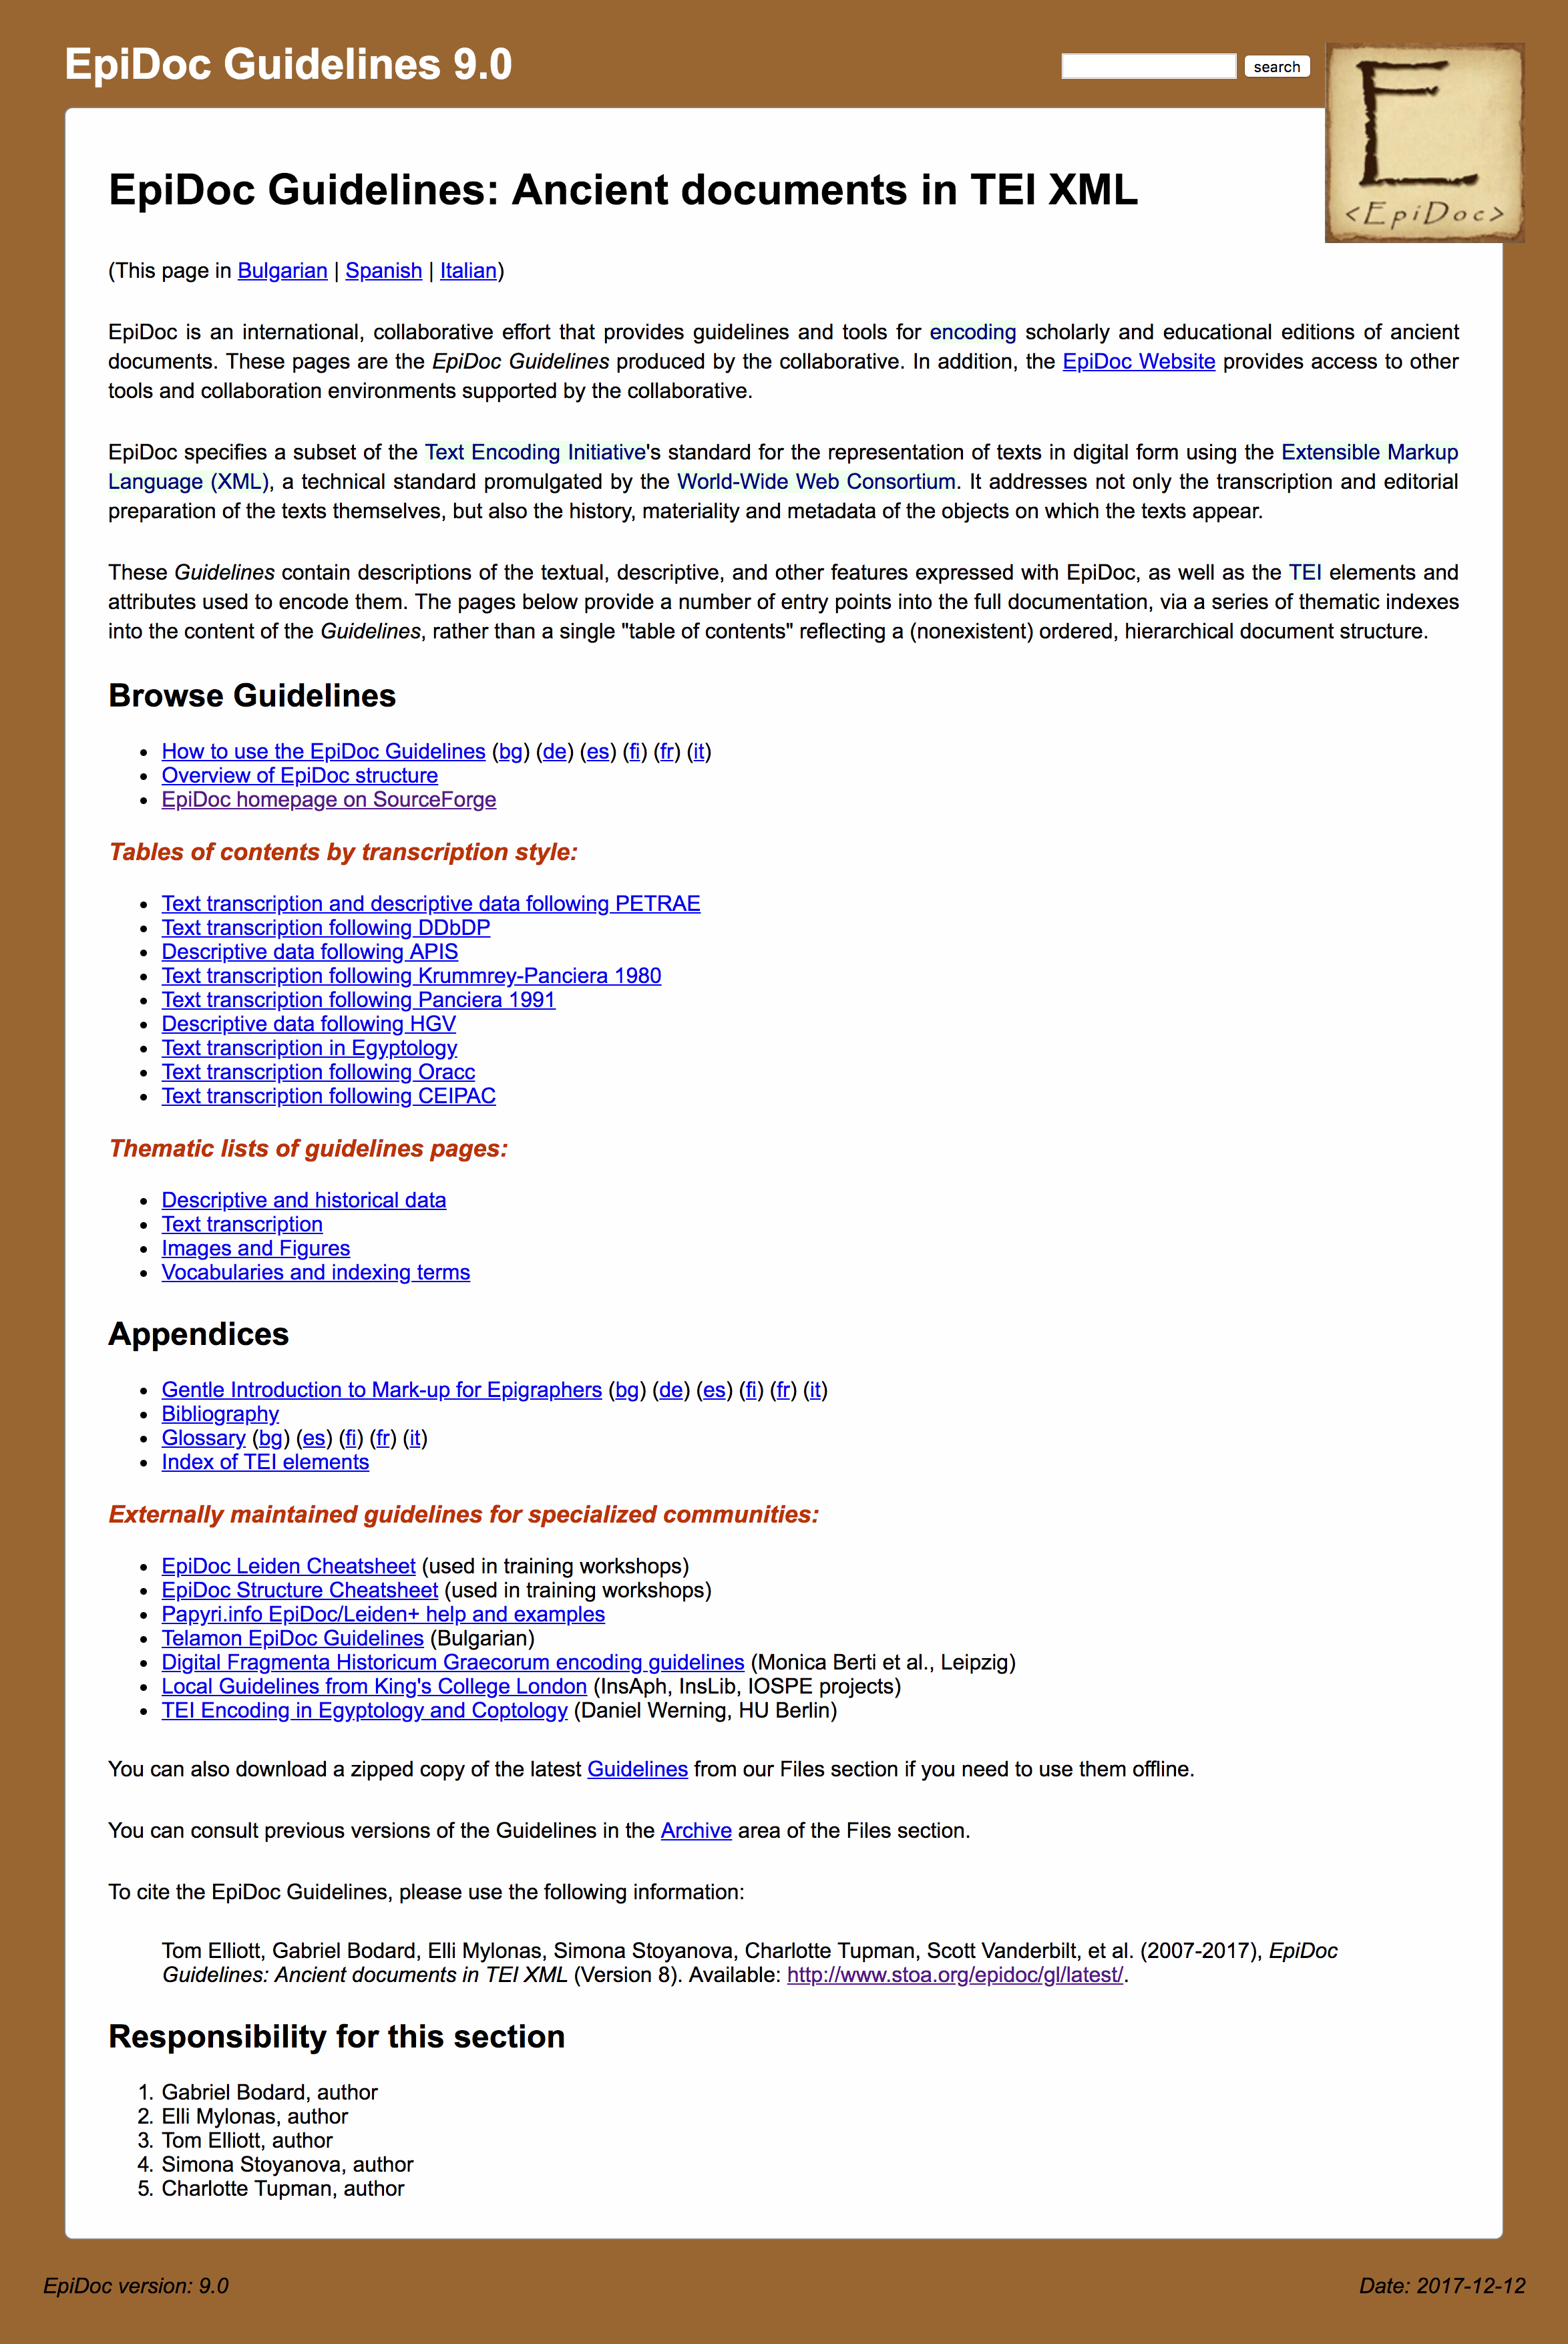 EpiDoc Guidelines 9.0
search
E
<EpiDoc>
EpiDoc Guidelines: Ancient documents in TEI XML
(This page in Bulgarian | Spanish | Italian)
EpiDoc is an international, collaborative effort that provides guidelines and tools for encoding scholarly and educational editions of ancient
documents. These pages are the EpiDoc Guidelines produced by the collaborative. In addition, the EpiDoc Website provides access to other
tools and collaboration environments supported by the collaborative.
EpiDoc specifies a subset of the Text Encoding Initiative's standard for the representation of texts in digital form using the Extensible Markup
Language (XML), a technical standard promulgated by the World-Wide Web Consortium. It addresses not only the transcription and editorial
preparation of the texts themselves, but also the history, materiality and metadata of the objects on which the texts appear.
These Guidelines contain descriptions of the textual, descriptive, and other features expressed with EpiDoc, as well as the TEI elements and
attributes used to encode them. The pages below provide a number of entry points into the full documentation, via a series of thematic indexes
into the content of the Guidelines, rather than a single "table of contents" reflecting a (nonexistent) ordered, hierarchical document structure.
Browse Guidelines
• How to use the EpiDoc Guidelines (bg) (de) (es) (fi) (fr) (it)
• Overview of EpiDoc structure
• EpiDoc homepage on SourceForge
Tables of contents by transcription style:
• Text transcription and descriptive data following PETRAE
• Text transcription following DDbDP
• Descriptive data following APIS
• Text transcription following Krummrey-Panciera 1980
• Text transcription following Panciera 1991
• Descriptive data following HGV
• Text transcription in Egyptology
• Text transcription following Oracc
• Text transcription following CEIPAC
Thematic lists of guidelines pages:
• Descriptive and historical data
• Text transcription
• Images and Figures
• Vocabularies and indexing terms
Appendices
• Gentle Introduction to Mark-up for Epigraphers (bg) (de) (es) (fi) (fr) (it)
• Bibliography
• Glossary (bg) (es) (fi) (fr) (it)
• Index of TEI elements
Externally maintained guidelines for specialized communities:
• EpiDoc Leiden Cheatsheet (used in training workshops)
• EpiDoc Structure Cheatsheet (used in training workshops)
• Papyri.info EpiDoc/Leiden+ help and examples
• Telamon EpiDoc Guidelines (Bulgarian)
• Digital Fragmenta Historicum Graecorum encoding guidelines (Monica Berti et al., Leipzig)
• Local Guidelines from King's College London (InsAph, InsLib, IOSPE projects)
• TEI Encoding in Egyptology and Coptology (Daniel Werning, HU Berlin)
You can also download a zipped copy of the latest Guidelines from our Files section if you need to use them offline.
You can consult previous versions of the Guidelines in the Archive area of the Files section.
To cite the EpiDoc Guidelines, please use the following information:
Tom Elliott, Gabriel Bodard, Elli Mylonas, Simona Stoyanova, Charlotte Tupman, Scott Vanderbilt, et al. (2007-2017), EpiDoc
Guidelines: Ancient documents in TEI XML (Version 8). Available: http://www.stoa.org/epidoc/gl/latest/.
Responsibility for this section
1. Gabriel Bodard, author
2. Elli Mylonas, author
3. Tom Elliott, author
4. Simona Stoyanova, author
5. Charlotte Tupman, author
EpiDoc version: 9.0
Date: 2017-12-12